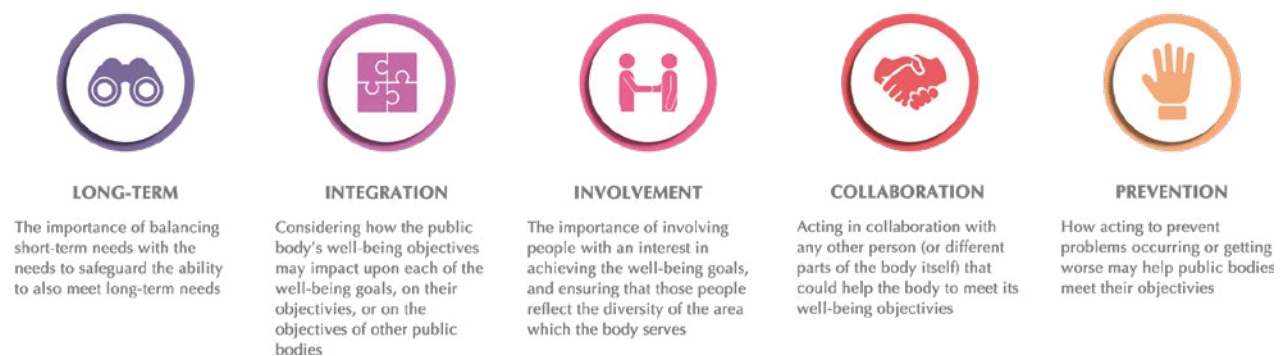 LONG-TERM
The importance of balancing
short-term needs with the
needs to safeguard the ability
to also meet long-term needs
INTEGRATION
Considering how the public
body's well-being objectives
may impact upon each of the
well-being goals, on their
objectivies, or on the
objectives of other public
bodies
INVOLVEMENT
The importance of involving
people with an interest in
achieving the well-being goals,
and ensuring that those people
reflect the diversity of the area
which the body serves
COLLABORATION
Acting in collaboration with
any other person (or different
parts of the body itself) that
could help the body to meet its
well-being objectivies
PREVENTION
How acting to prevent
problems occurring or getting
worse may help public bodies
meet their objectivies